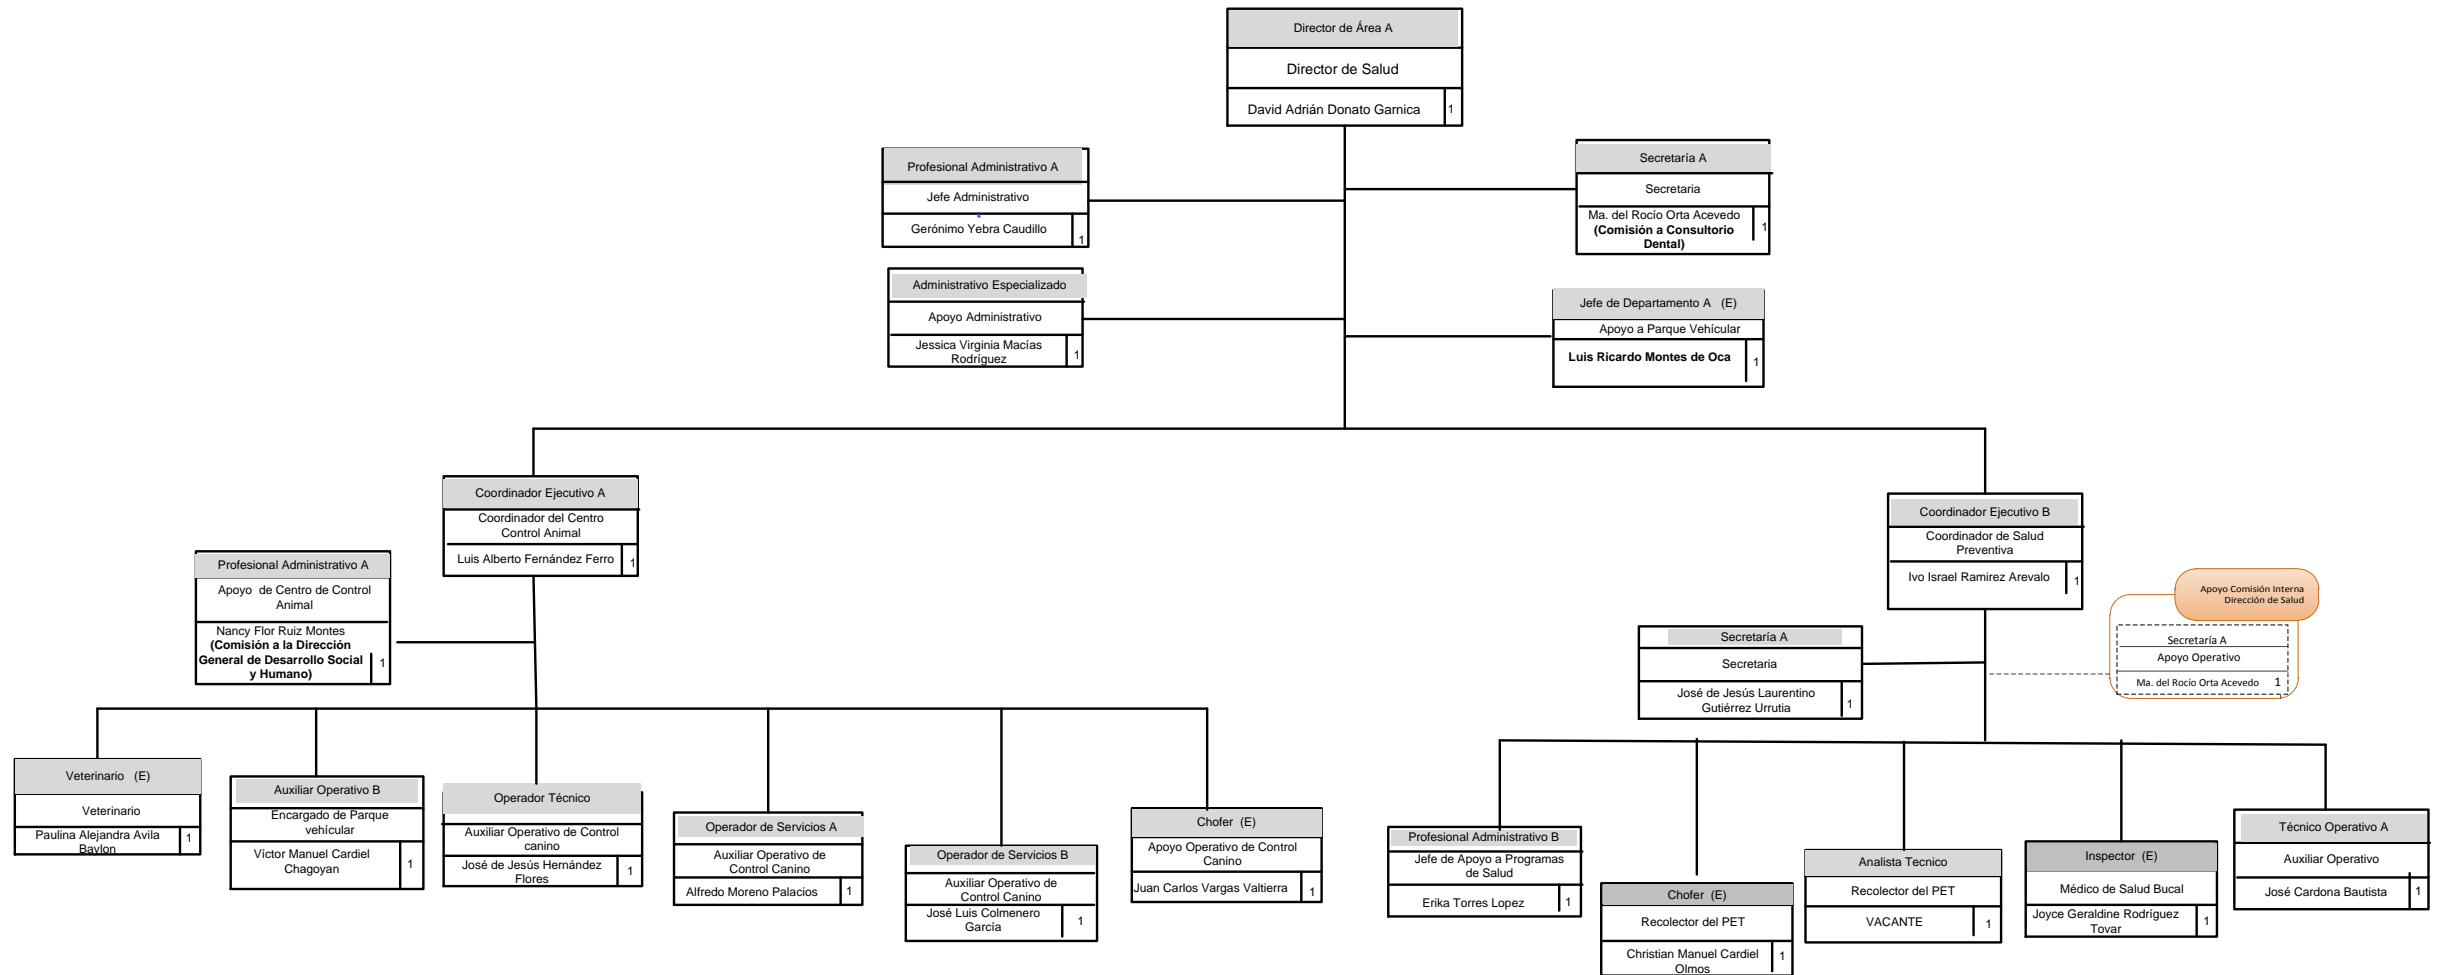 Director de Área A
Director de Salud
David Adrián Donato Garnica
1
Profesional Administrativo A
Jefe Administrativo
Gerónimo Yebra Caudillo
1
Secretaría A
Secretaria
Ma. del Rocío Orta Acevedo
(Comisión a Consultorio
Dental)
1
Administrativo Especializado
Apoyo Administrativo
Jessica Virginia Macías
Rodríguez
1
Jefe de Departamento A (E)
Apoyo a Parque Vehícular
Luis Ricardo Montes de Oca
1
Coordinador Ejecutivo A
Coordinador del Centro
Control Animal
Luis Alberto Fernández Ferro
1
Profesional Administrativo A
Apoyo de Centro de Control
Animal
Nancy Flor Ruiz Montes
(Comisión a la Dirección
General de Desarrollo Social
y Humano)
1
Coordinador Ejecutivo B
Coordinador de Salud
Preventiva
Ivo Israel Ramirez Arevalo
1
Apoyo Comisión Interna
Dirección de Salud
Secretaría A
Apoyo Operativo
Ma. del Rocío Orta Acevedo 1
Secretaría A
Secretaria
José de Jesús Laurentino
Gutiérrez Urrutia
1
Veterinario (E)
Veterinario
Paulina Alejandra Avila
Baylon
1
Auxiliar Operativo B
Encargado de Parque
vehícular
Víctor Manuel Cardiel
Chagoyan
1
Operador Técnico
Auxiliar Operativo de Control
canino
José de Jesús Hernández
Flores
1
Operador de Servicios A
Auxiliar Operativo de
Control Canino
Alfredo Moreno Palacios
1
Operador de Servicios B
Auxiliar Operativo de
Control Canino
José Luis Colmenero
García
1
Chofer (E)
Apoyo Operativo de Control
Canino
Juan Carlos Vargas Valtierra
1
Profesional Administrativo B
Jefe de Apoyo a Programas
de Salud
Erika Torres Lopez
1
Chofer (E)
Recolector del PET
Christian Manuel Cardiel
Olmos
1
Analista Tecnico
Recolector del PET
VACANTE
1
Inspector (E)
Médico de Salud Bucal
Joyce Geraldine Rodríguez
Tovar
1
Técnico Operativo A
Auxiliar Operativo
José Cardona Bautista
1